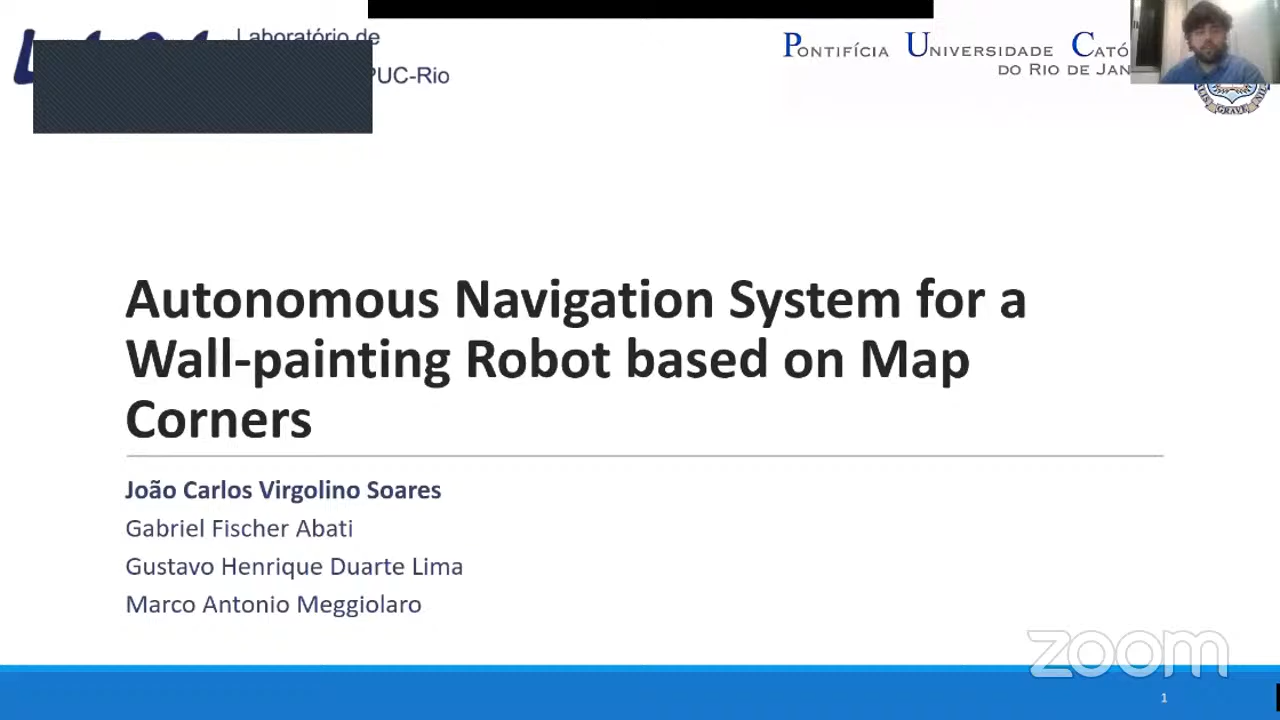 Laboratório de
PUC-Rio
PONTIFÍCIA UNIVERSIDADE CATÓ
DO RIO DE JAN
GRAVE
Autonomous Navigation System for a
Wall-painting Robot based on Map
Corners
João Carlos Virgolino Soares
Gabriel Fischer Abati
Gustavo Henrique Duarte Lima
Marco Antonio Meggiolaro
zoom
1